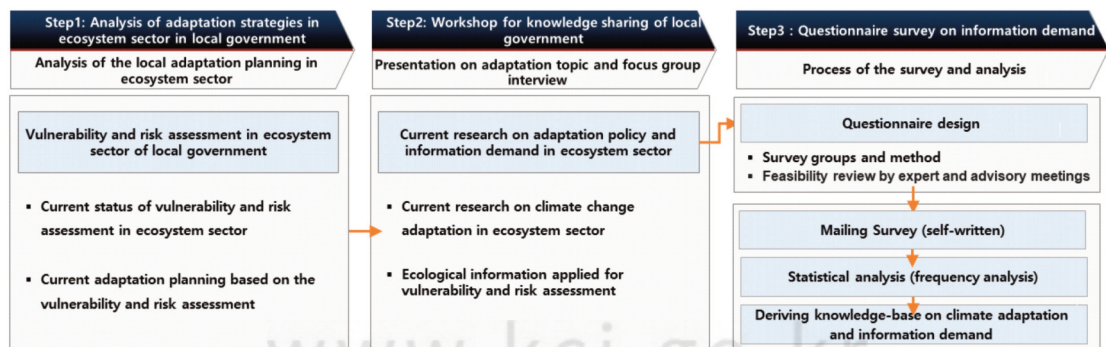 Step1: Analysis of adaptation strategies in
ecosystem sector in local government
Analysis of the local adaptation planning in
ecosystem sector
Vulnerability and risk assessment in ecosystem
sector of local government
▪ Current status of vulnerability and risk
assessment in ecosystem sector
▪ Current adaptation planning based on the
vulnerability and risk assessment
Step2: Workshop for knowledge sharing of local
government
Presentation on adaptation topic and focus group
interview
Current research on adaptation policy and
information demand in ecosystem sector
▪ Current research on climate change
adaptation in ecosystem sector
▪ Ecological information applied for
vulnerability and risk assessment
Step3 : Questionnaire survey on information demand
Process of the survey and analysis
Questionnaire design
▪ Survey groups and method
▪ Feasibility review by expert and advisory meetings
Mailing Survey (self-written)
Statistical analysis (frequency analysis)
Deriving knowledge-base on climate adaptation
and information demand